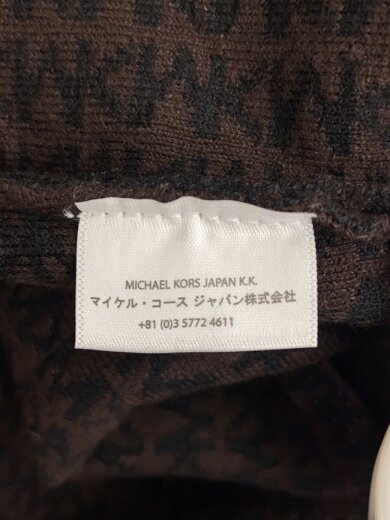 MICHAEL KORS JAPAN K.K.
マイケル・コース ジャパン株式会社
+81 (0)3 5772 4611